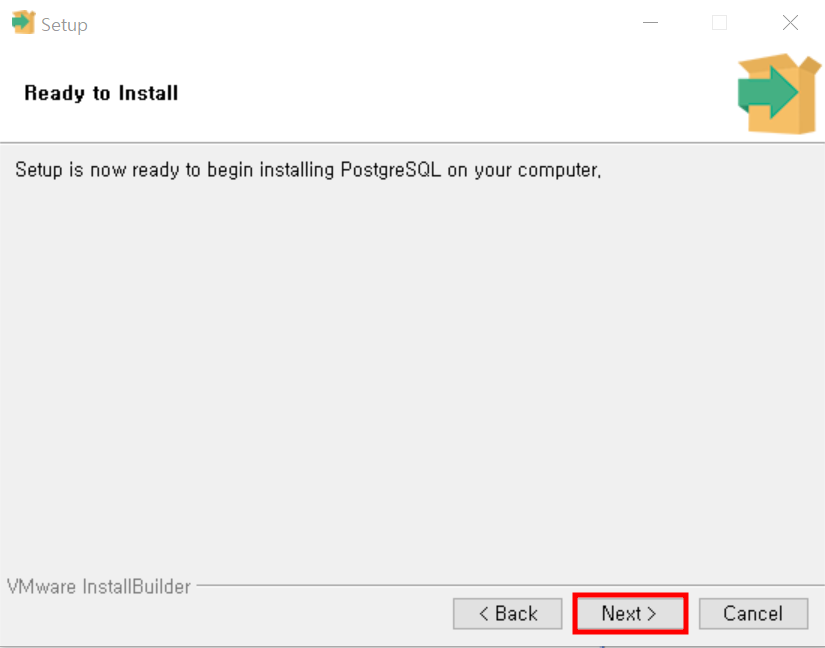 Setup
Ready to Install
Setup is now ready to begin installing PostgreSQL on your computer.
VMware InstallBuilder
< Back
Next >
Cancel